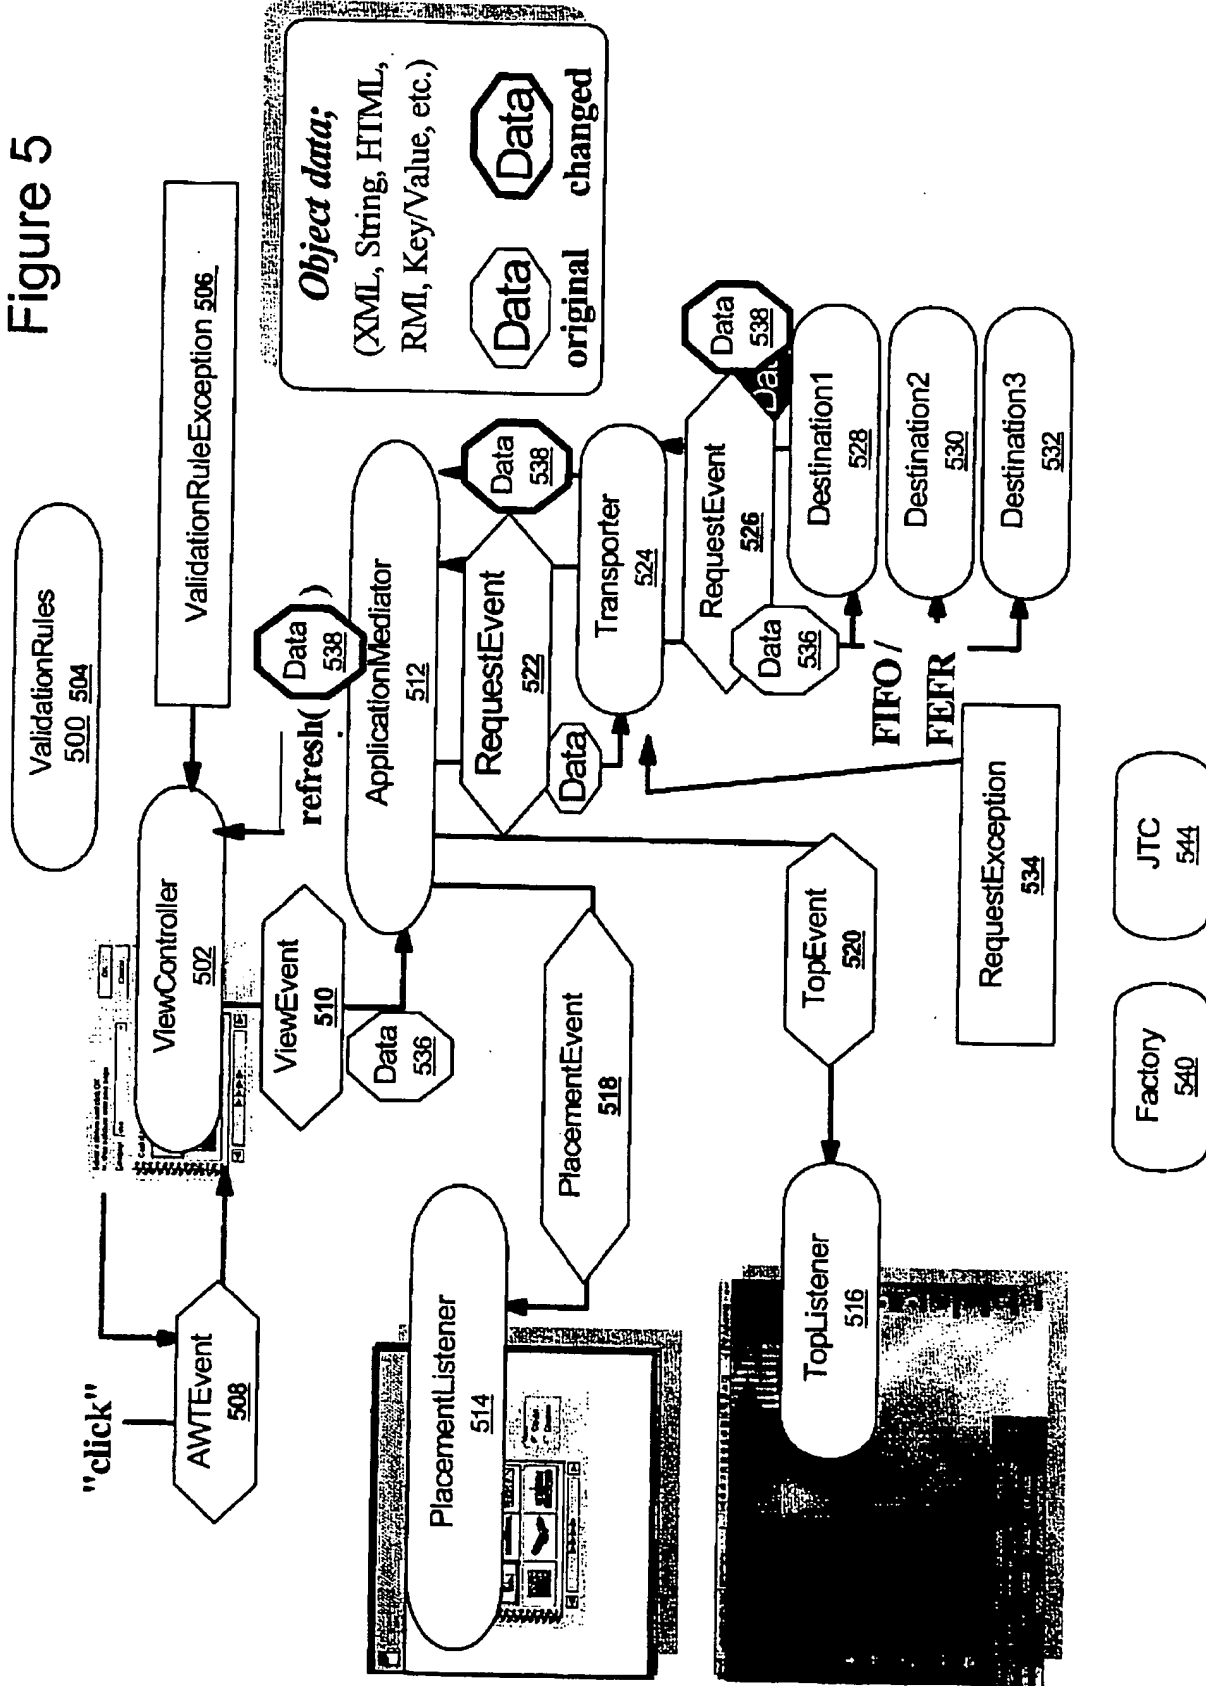 Figure 5
ValidationRules
500 504
ValidationRuleException 506
"click"
AWTEvent
508
ViewController
502
ViewEvent
510
Data
536
refresh( )
Data
538
Object data;
(XML, String, HTML,
RMI, Key/Value, etc.)
Data
original
Data
changed
ApplicationMediator
512
PlacementListener
514
PlacementEvent
518
RequestEvent
522
Data
Data
538
Transporter
524
TopListener
516
TopEvent
520
RequestEvent
526
Data
536
Data
538
Destination1
528
Destination2
530
Destination3
532
FIFO /
FEFR
RequestException
534
Factory
540
JTC
544